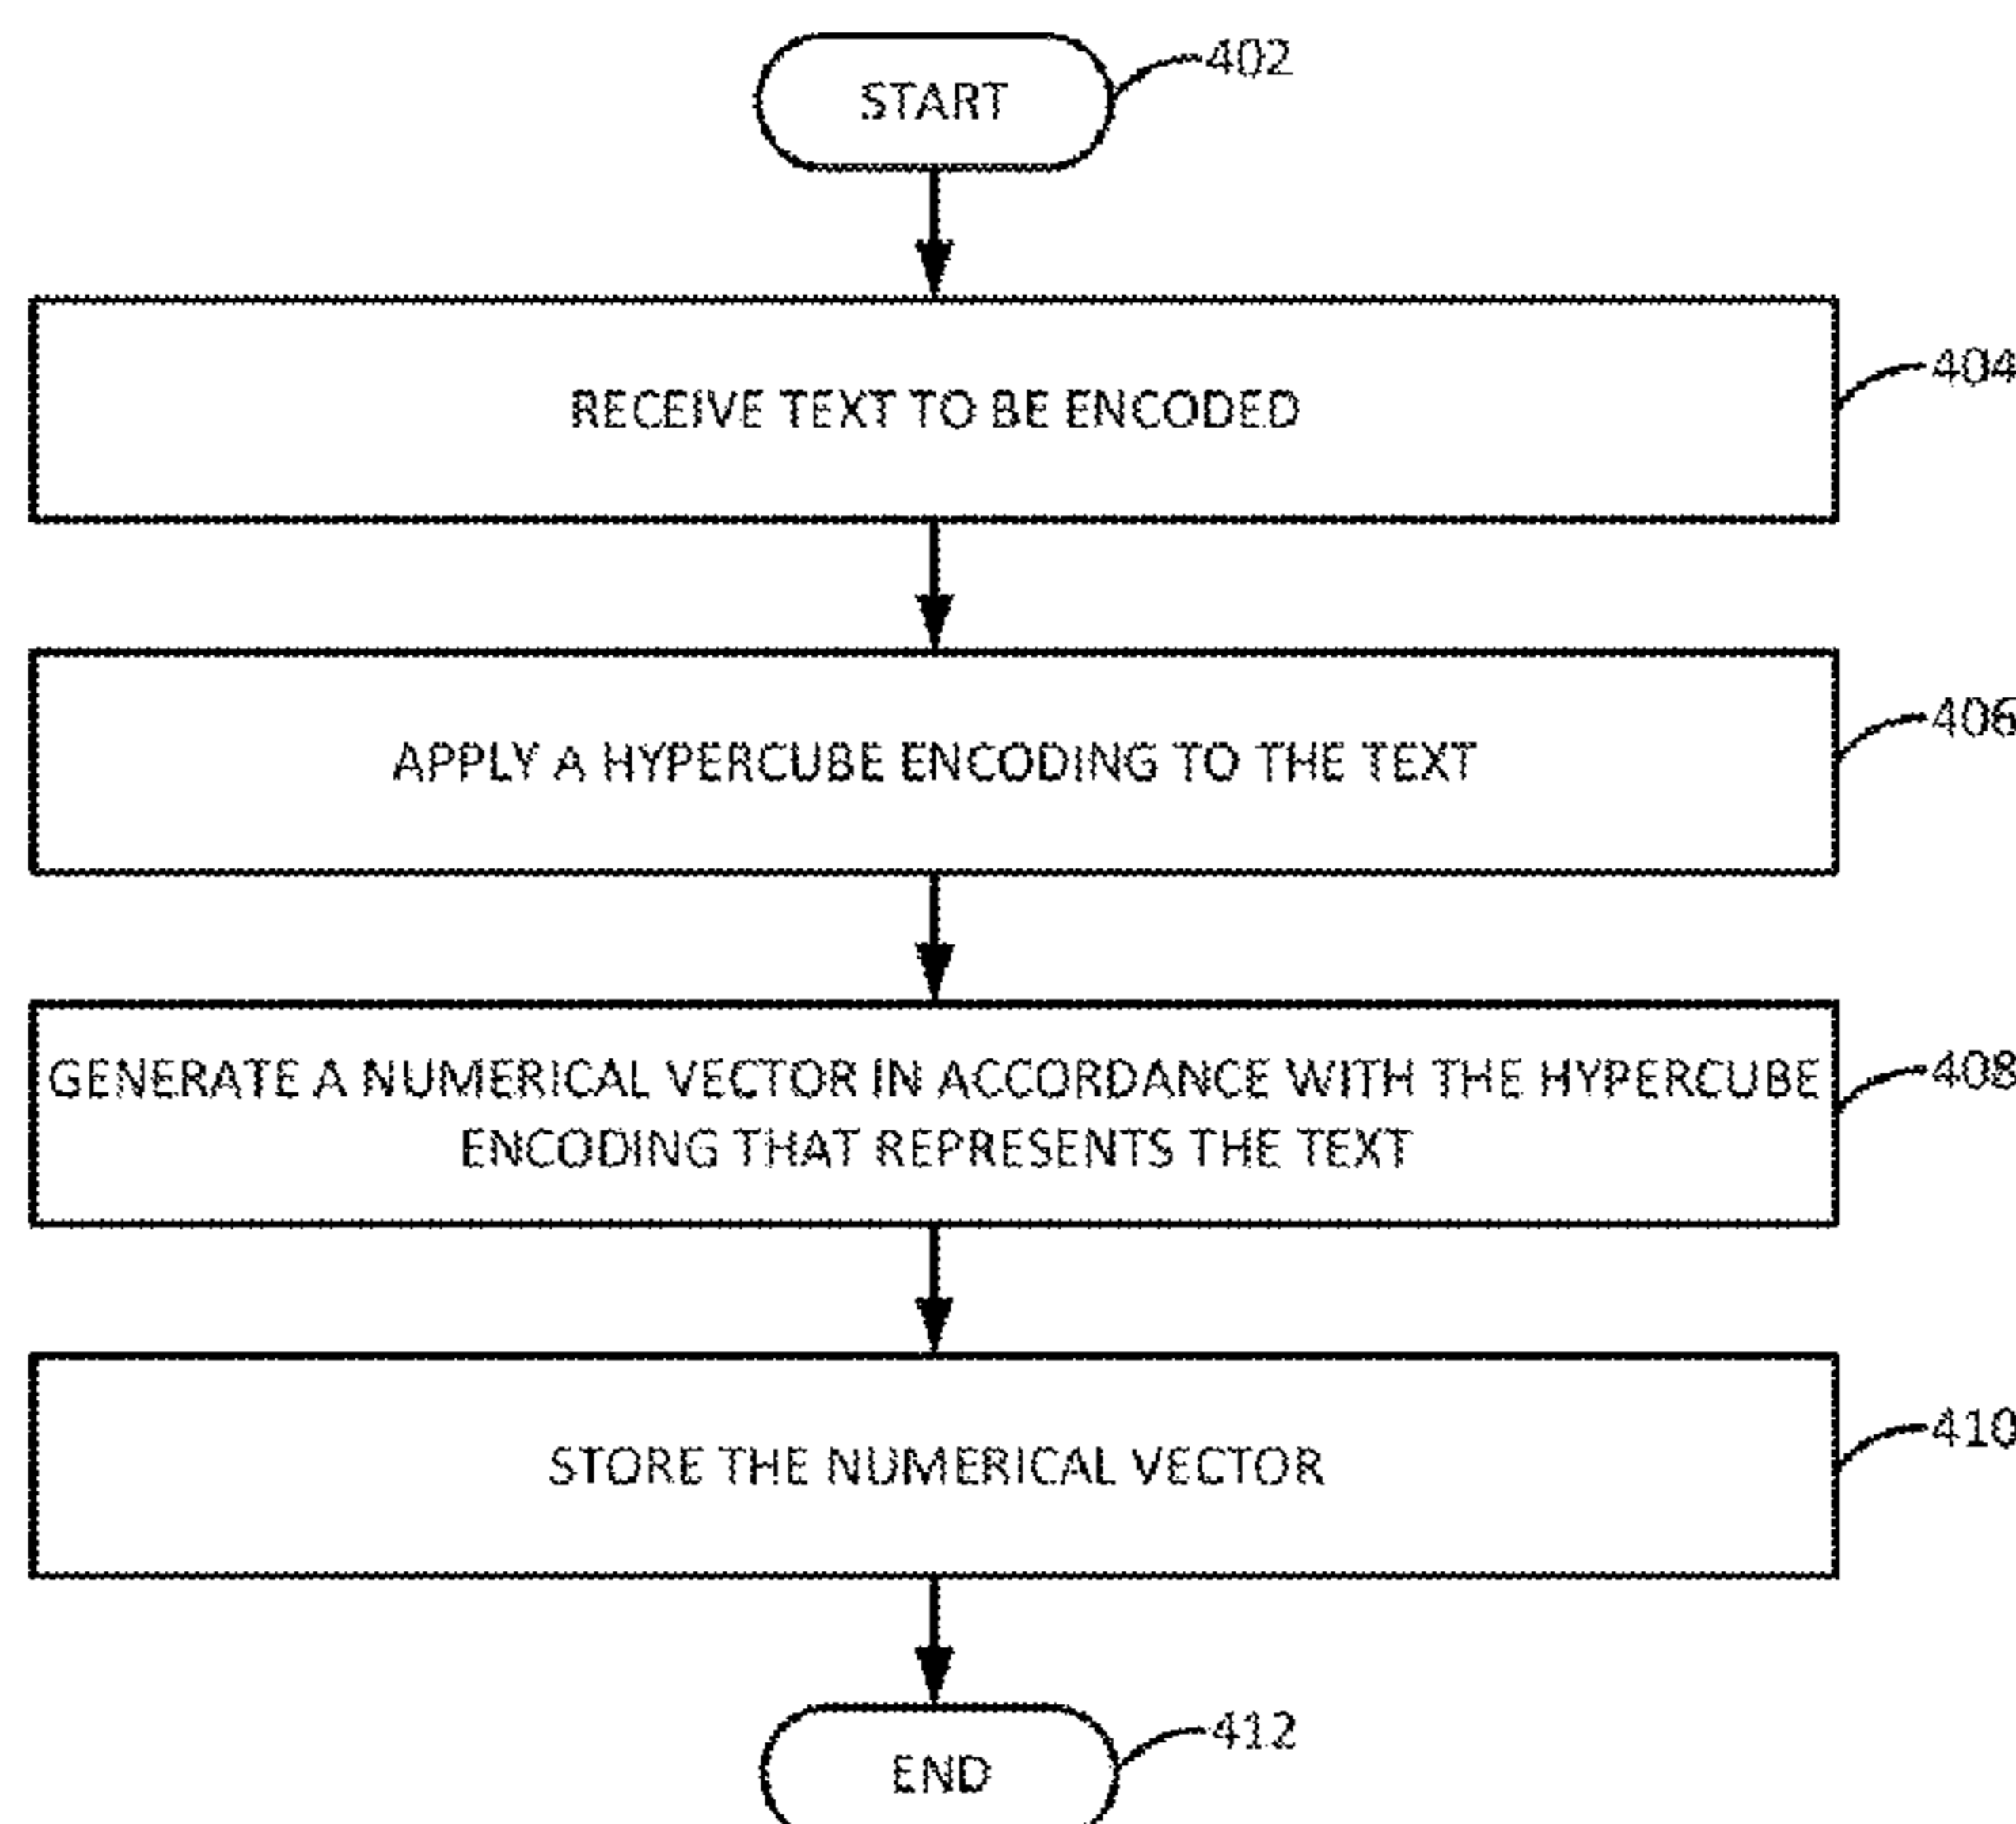 START
402
RECEIVE TEXT TO BE ENCODED
404
APPLY A HYPERCUBE ENCODING TO THE TEXT
406
GENERATE A NUMERICAL VECTOR IN ACCORDANCE WITH THE HYPERCUBE
ENCODING THAT REPRESENTS THE TEXT
408
STORE THE NUMERICAL VECTOR
410
END
412